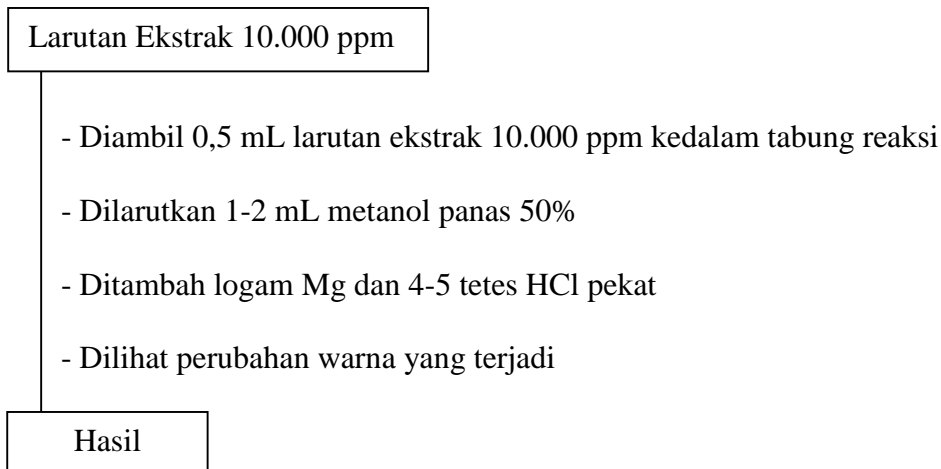 Larutan Ekstrak 10.000 ppm
- Diambil 0,5 mL larutan ekstrak 10.000 ppm kedalam tabung reaksi
- Dilarutkan 1-2 mL metanol panas 50%
- Ditambah logam Mg dan 4-5 tetes HCl pekat
- Dilihat perubahan warna yang terjadi
Hasil